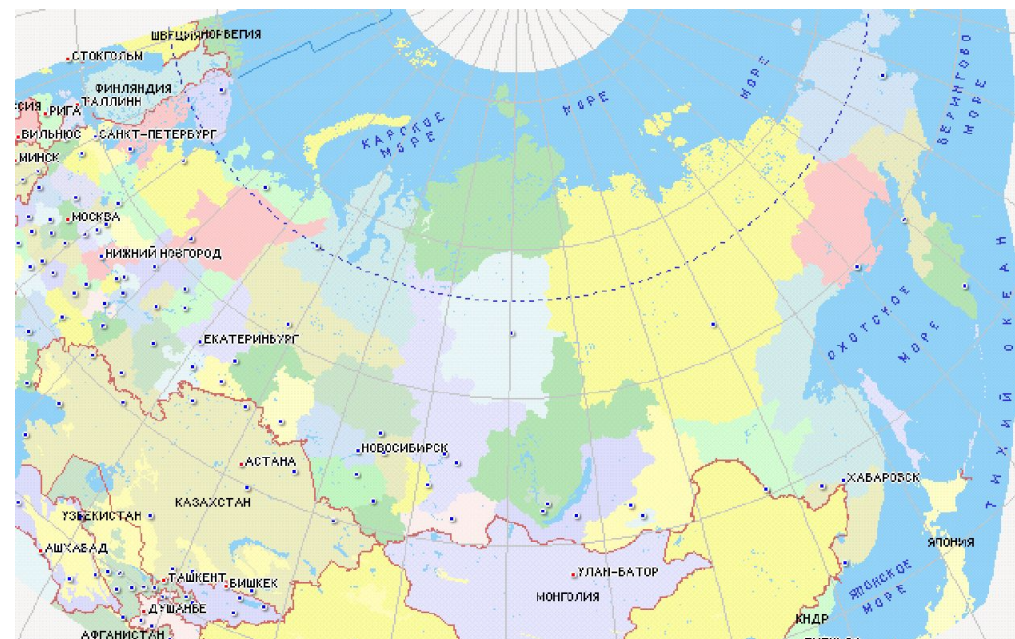 ШВЕЦИЯ
НОРВЕГИЯ
СТОКГОЛЬМ
ФИНЛЯНДИЯ
ТАЛЛИНН
СИЯ
РИГА
ВИЛЬНЮС
САНКТ-ПЕТЕРБУРГ
МИНСК
КАРСКОЕ
МОРЕ
МОРЕ
МОРЕ
БЕРИНГОВО
МОРЕ
МОСКВА
НИЖНИЙ НОВГОРОД
ЕКАТЕРИНБУРГ
ОХОТСКОЕ
МОРЕ
ТИХИЙ ОКЕАН
НОВОСИБИРСК
АСТАНА
ХАБАРОВСК
КАЗАХСТАН
УЗБЕКИСТАН
АШХАБАД
ЯПОНИЯ
УЛАН-БАТОР
ТАШКЕНТ
БИШКЕК
ЯПОНСКОЕ
МОРЕ
МОНГОЛИЯ
ДУШАНБЕ
КНДР
АФГАНИСТАН